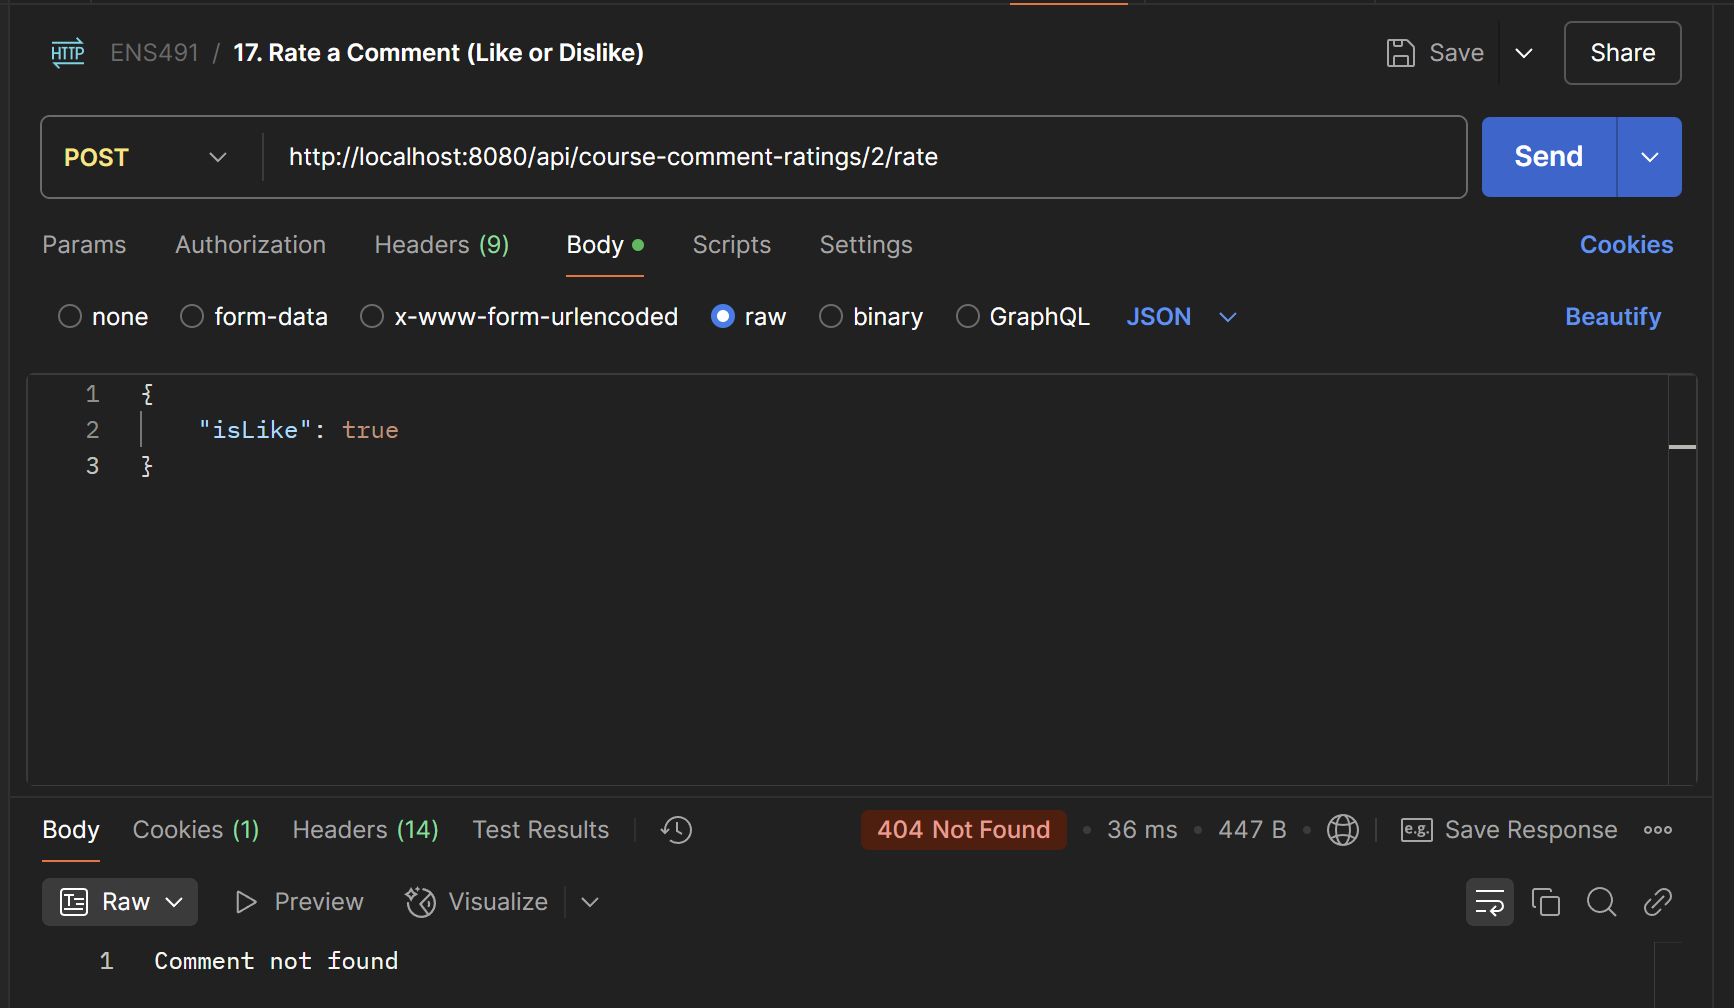 HTTP ENS491 / 17. Rate a Comment (Like or Dislike) Save Share
POST http://localhost:8080/api/course-comment-ratings/2/rate Send
Params Authorization Headers (9) Body Scripts Settings Cookies
none form-data x-www-form-urlencoded raw binary GraphQL JSON Beautify
1 {
2 "isLike": true
3 }
Body Cookies (1) Headers (14) Test Results 404 Not Found 36 ms 447 B e.g. Save Response
Raw Preview Visualize
1 Comment not found